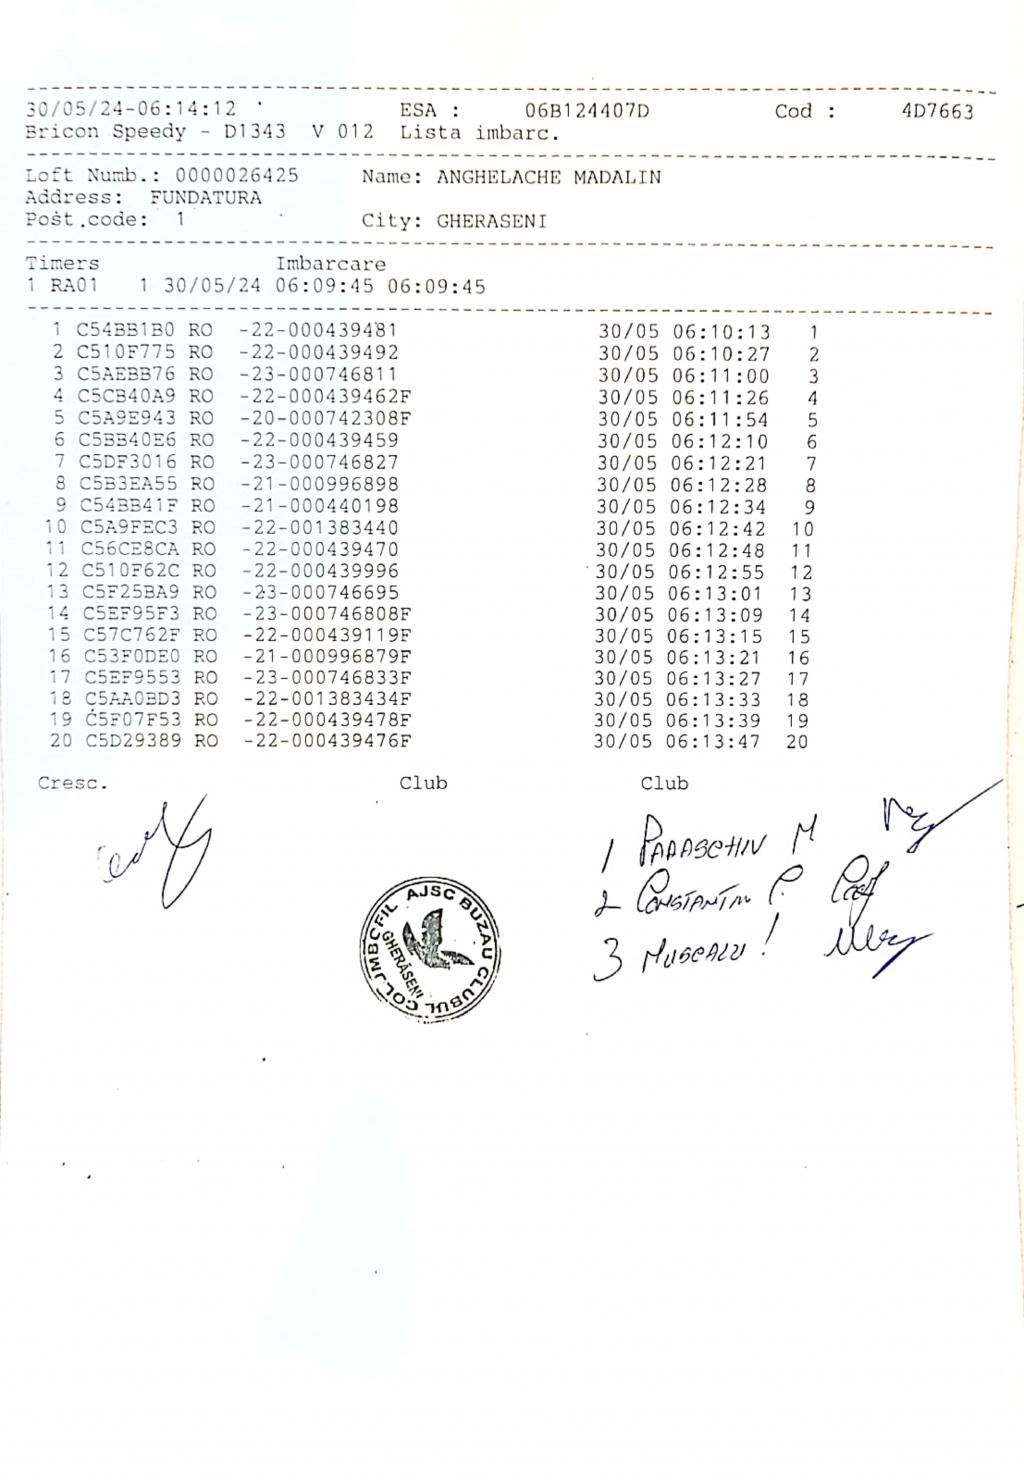 30/05/24-06:14:12 ESA : 06B124407D Cod : 4D7663
Bricon Speedy - D1343 V 012 Lista imbarc.
Loft Numb.: 0000026425 Name: ANGHELACHE MADALIN
Address: FUNDATURA
Post.code: 1 City: GHERASENI
Timers Imbarcare
1 RA01 1 30/05/24 06:09:45 06:09:45
1 C54BB1B0 RO -22-000439481 30/05 06:10:13 1
2 C510F775 RO -22-000439492 30/05 06:10:27 2
3 C5AEBB76 RO -23-000746811 30/05 06:11:00 3
4 C5CB40A9 RO -22-000439462F 30/05 06:11:26 4
5 C5A9E943 RO -20-000742308F 30/05 06:11:54 5
6 C5BB40E6 RO -22-000439459 30/05 06:12:10 6
7 C5DF3016 RO -23-000746827 30/05 06:12:21 7
8 C5B3EA55 RO -21-000996898 30/05 06:12:28 8
9 C54BB41F RO -21-000440198 30/05 06:12:34 9
10 C5A9FEC3 RO -22-001383440 30/05 06:12:42 10
11 C56CE8CA RO -22-000439470 30/05 06:12:48 11
12 C510F62C RO -22-000439996 30/05 06:12:55 12
13 C5F25BA9 RO -23-000746695 30/05 06:13:01 13
14 C5EF95F3 RO -23-000746808F 30/05 06:13:09 14
15 C57C762F RO -22-000439119F 30/05 06:13:15 15
16 C53F0DE0 RO -21-000996879F 30/05 06:13:21 16
17 C5EF9553 RO -23-000746833F 30/05 06:13:27 17
18 C5AA0BD3 RO -22-001383434F 30/05 06:13:33 18
19 C5F07F53 RO -22-000439478F 30/05 06:13:39 19
20 C5D29389 RO -22-000439476F 30/05 06:13:47 20
Cresc. Club Club
1 PARASCHIV M
2 CONSTANTIN P.
3 MUSCALU !
AJSC BUZAU CLUBUL COLUMBOFIL
GHERĂSENI